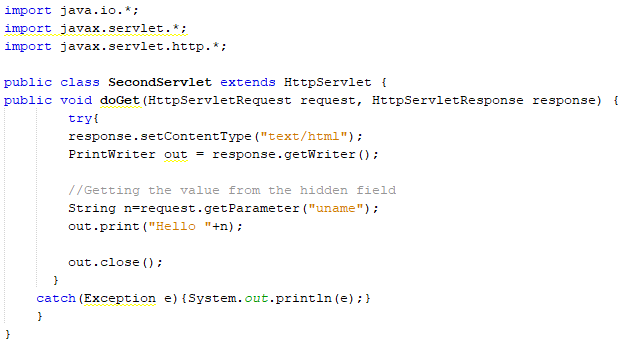 import java.io.*;
import javax.servlet.*;
import javax.servlet.http.*;

public class SecondServlet extends HttpServlet {
public void doGet(HttpServletRequest request, HttpServletResponse response) {
        try{
        response.setContentType("text/html");
        PrintWriter out = response.getWriter();

        //Getting the value from the hidden field
        String n=request.getParameter("uname");
        out.print("Hello "+n);

        out.close();
      }
    catch(Exception e){System.out.println(e);}
    }
}